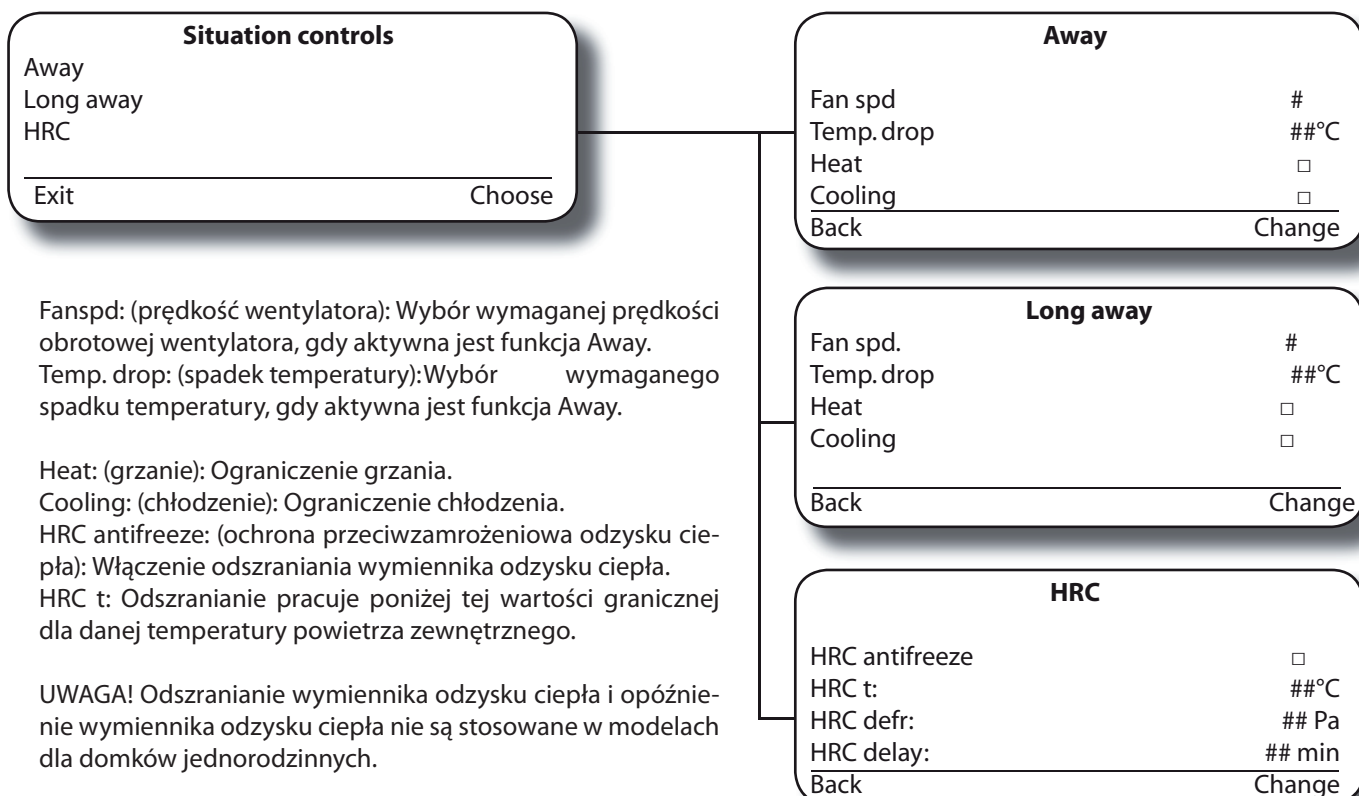 Situation controls
Away
Long away
HRC
Exit Choose
Fanspd: (prędkość wentylatora): Wybór wymaganej prędkości
obrotowej wentylatora, gdy aktywna jest funkcja Away.
Temp. drop: (spadek temperatury):Wybór wymaganego
spadku temperatury, gdy aktywna jest funkcja Away.
Heat: (grzanie): Ograniczenie grzania.
Cooling: (chłodzenie): Ograniczenie chłodzenia.
HRC antifreeze: (ochrona przeciwzamrożeniowa odzysku cie-
pła): Włączenie odszraniania wymiennika odzysku ciepła.
HRC t: Odszranianie pracuje poniżej tej wartości granicznej
dla danej temperatury powietrza zewnętrznego.
UWAGA! Odszranianie wymiennika odzysku ciepła i opóźnie-
nie wymiennika odzysku ciepła nie są stosowane w modelach
dla domków jednorodzinnych.
Away
Fan spd #
Temp. drop ##°C
Heat □
Cooling □
Back Change
Long away
Fan spd. #
Temp. drop ##°C
Heat □
Cooling □
Back Change
HRC
HRC antifreeze □
HRC t: ##°C
HRC defr: ## Pa
HRC delay: ## min
Back Change